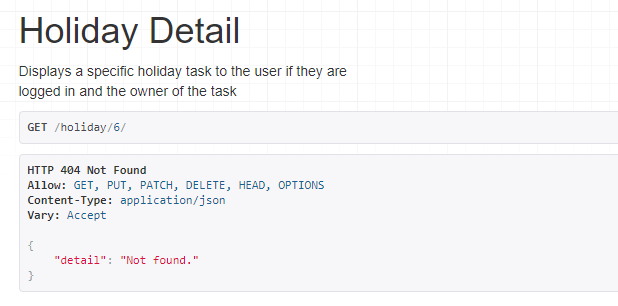 Holiday Detail
Displays a specific holiday task to the user if they are
logged in and the owner of the task
GET /holiday/6/
HTTP 404 Not Found
Allow: GET, PUT, PATCH, DELETE, HEAD, OPTIONS
Content-Type: application/json
Vary: Accept
{
    "detail": "Not found."
}